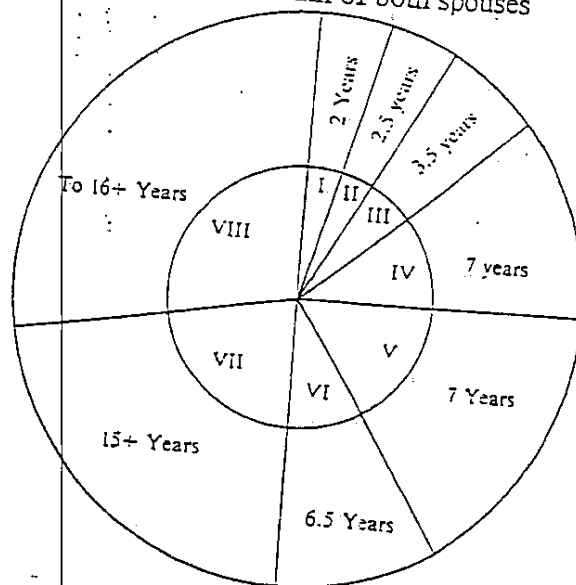 of both spouses
2 Years
2.5 years
3.5 years
7 years
7 Years
6.5 Years
15+ Years
To 16+ Years
I
II
III
IV
V
VI
VII
VIII